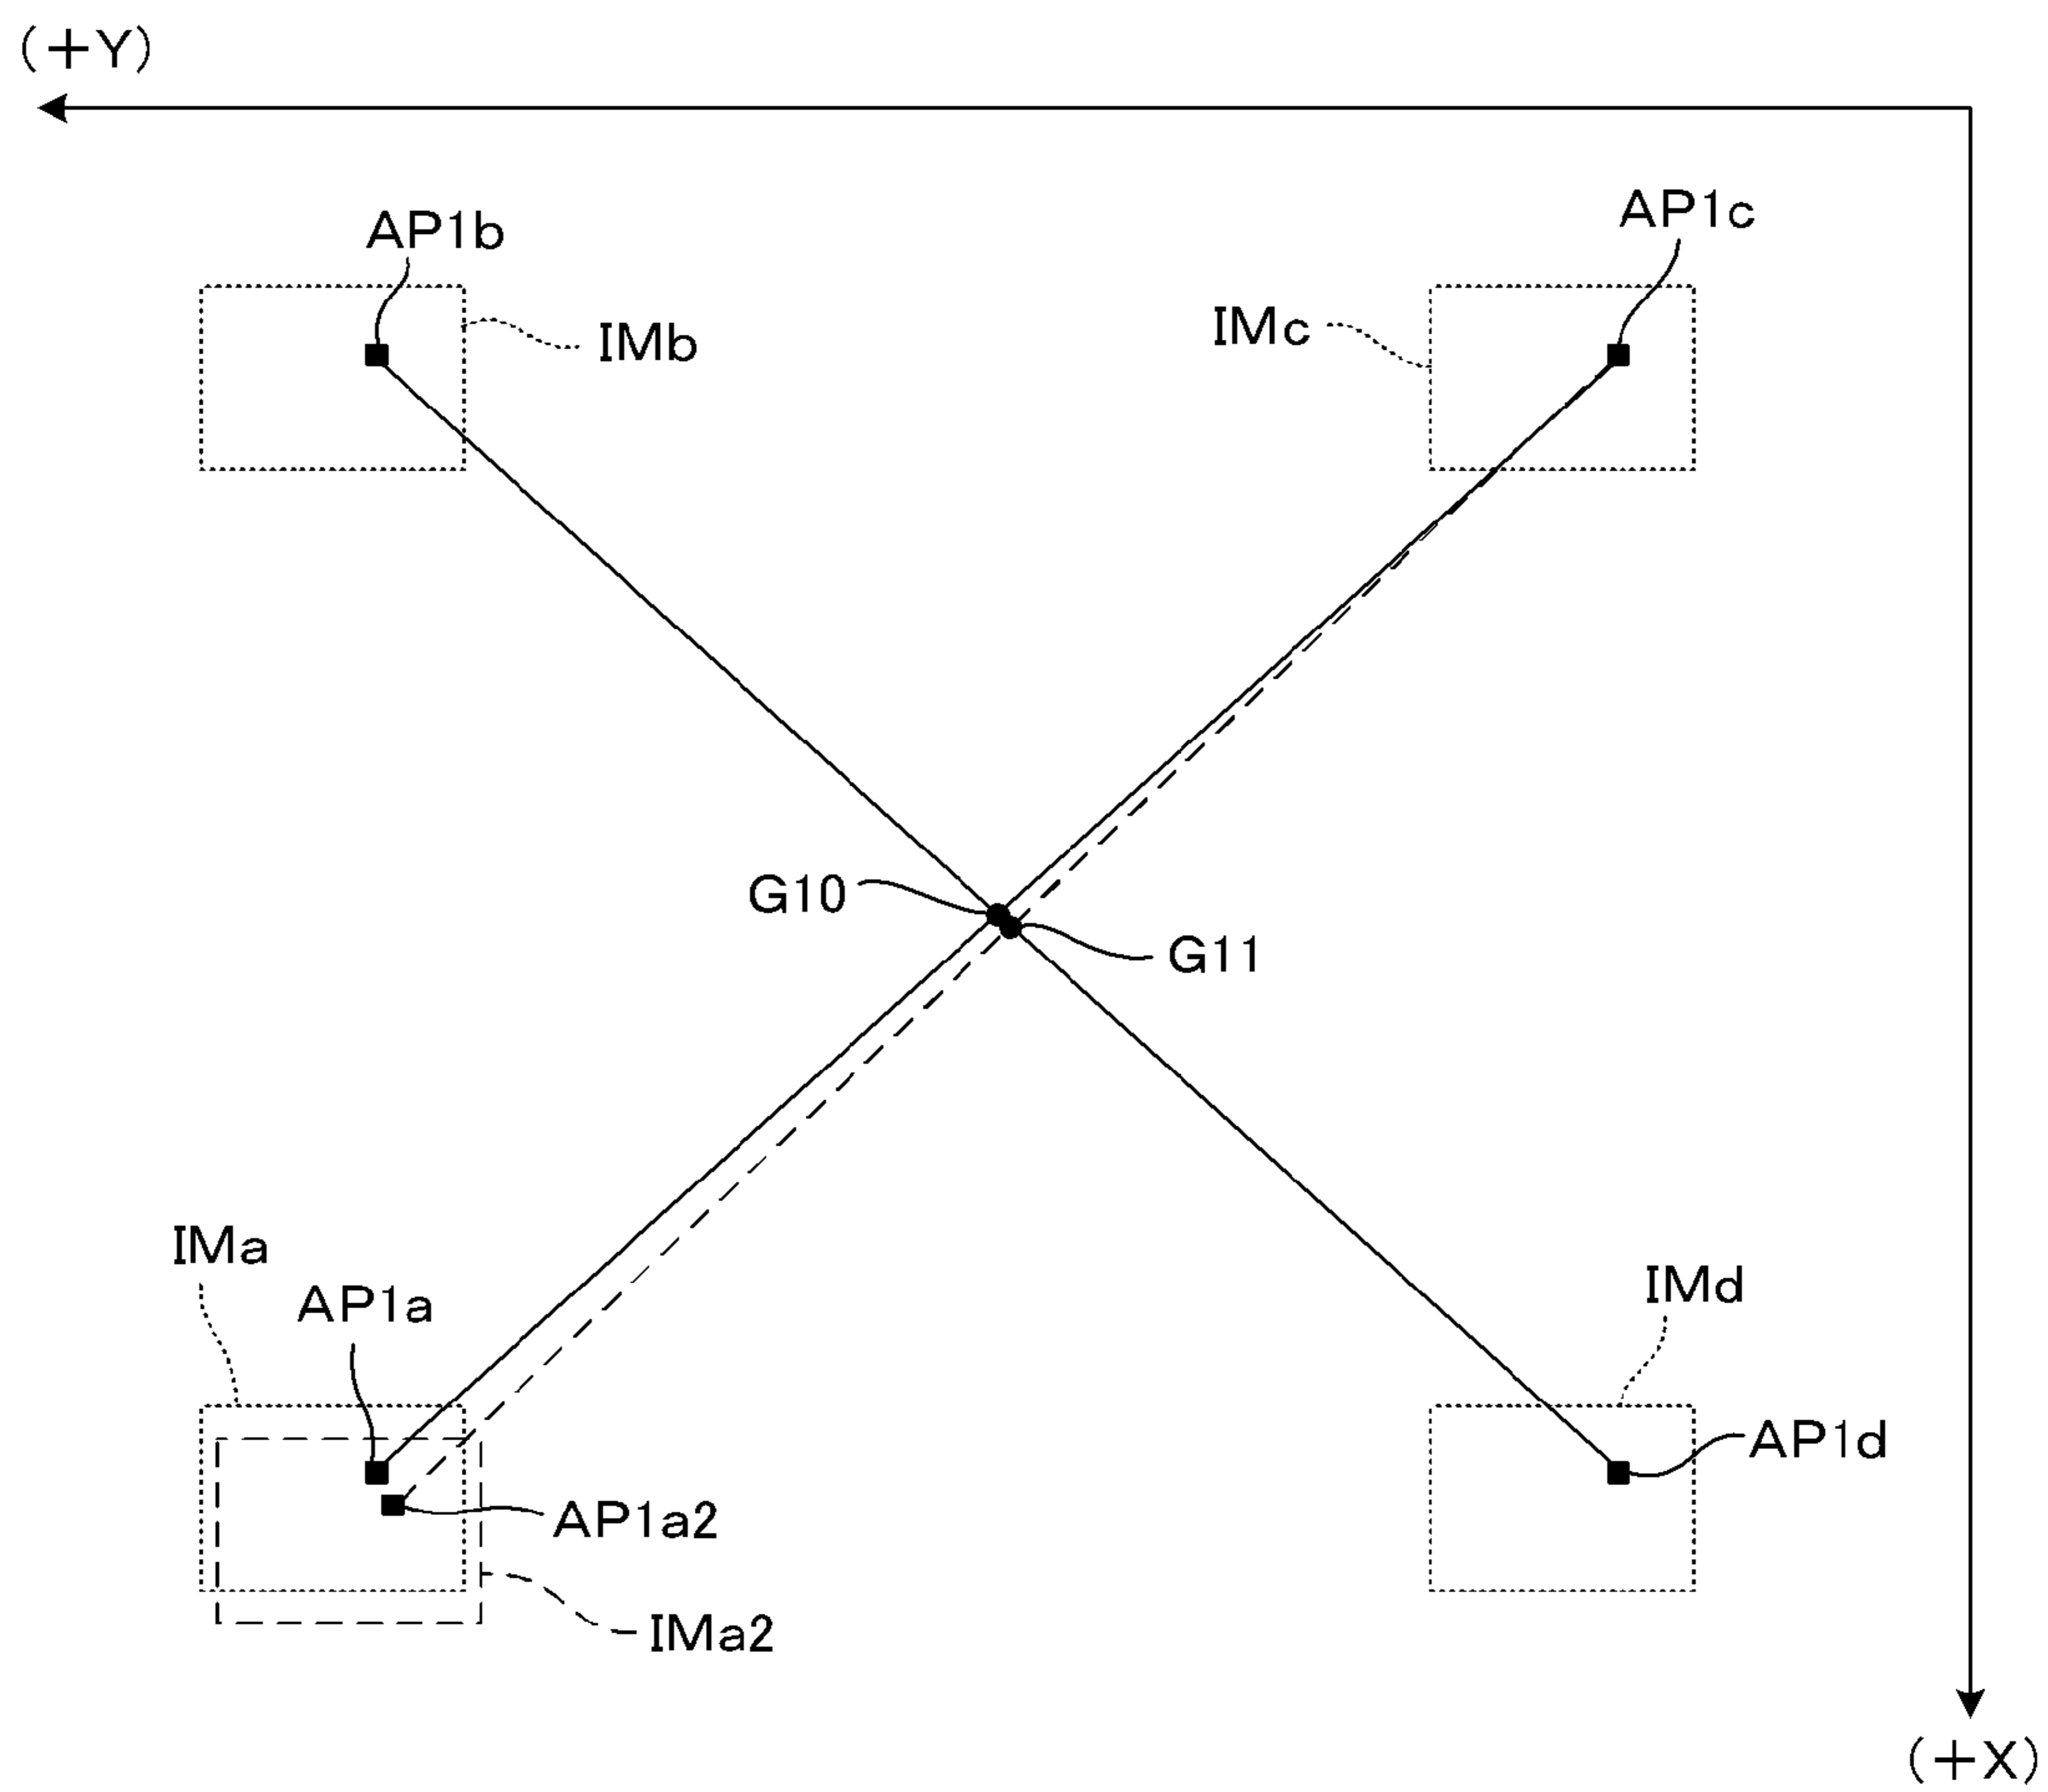 (+Y)
AP1b
AP1c
IMb
IMc
G10
G11
IMa
AP1a
IMd
AP1d
AP1a2
IMa2
(+X)